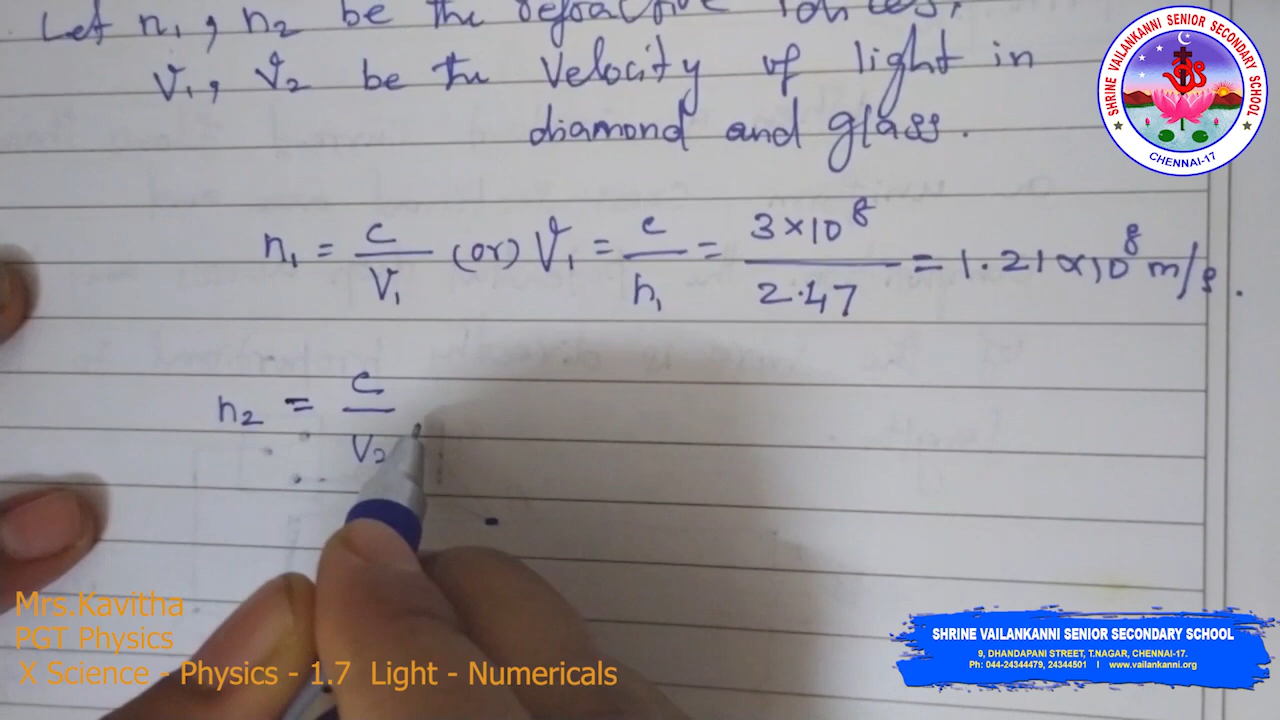 Let n₁, n₂ be the refractive indices,
V₁, V₂ be the Velocity of light in
diamond and glass.
n₁ = c/V₁ (or) V₁ = c/n₁ = 3×10⁸/2.47 = 1.21×10⁸ m/s.
n₂ = c/V₂
SHRINE VAILANKANNI SENIOR SECONDARY SCHOOL
CHENNAI-17
Mrs.Kavitha
PGT Physics
X Science - Physics - 1.7 Light - Numericals
SHRINE VAILANKANNI SENIOR SECONDARY SCHOOL
9, DHANDAPANI STREET, T.NAGAR, CHENNAI-17.
Ph: 044-24344479, 24344501 I www.vailankanni.org